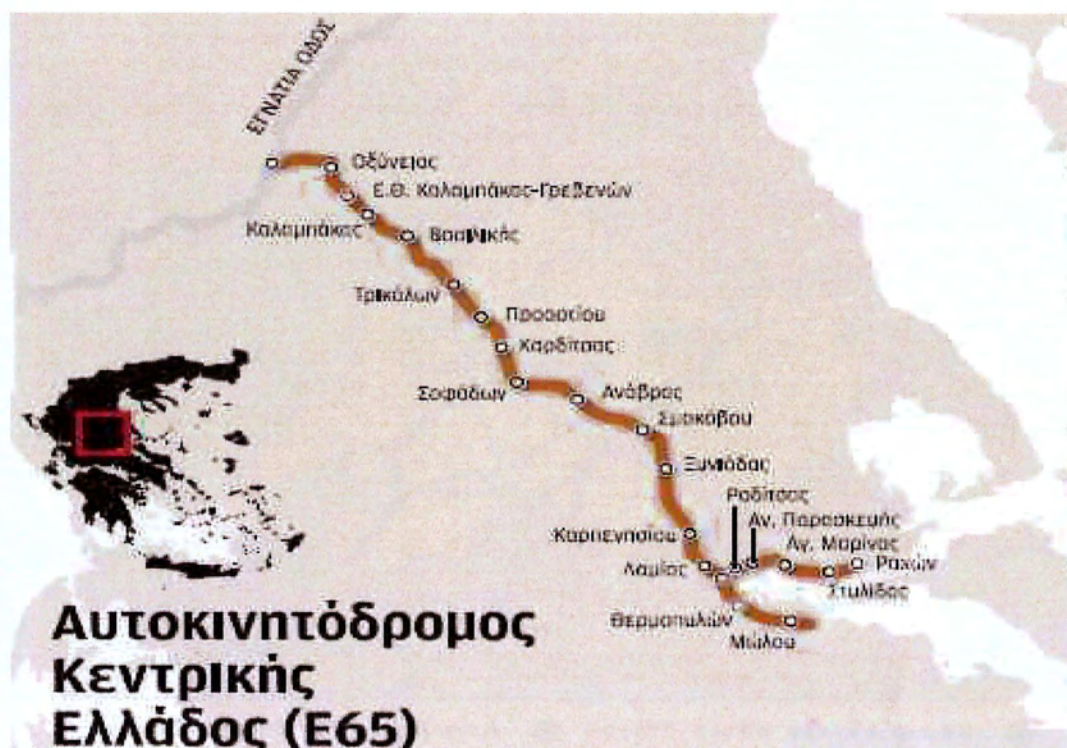 ΕΓΝΑΤΙΑ ΟΔΟΣ
Οξύνειας
Ε.Θ. Καλαμπάκας-Γρεβενών
Καλαμπάκας
Βασιλικής
Τρικάλων
Προαστίου
Καρδίτσας
Σοφάδων
Ανάβρας
Σμοκόβου
Ξυνιάδας
Ροδίτσας
Καρπενησίου
Αγ. Παρασκευής
Αγ. Μαρίνας
Λαμίας
Ραχών
Στυλίδας
Θερμοπυλών
Μώλου
Αυτοκινητόδρομος
Κεντρικής
Ελλάδος (Ε65)